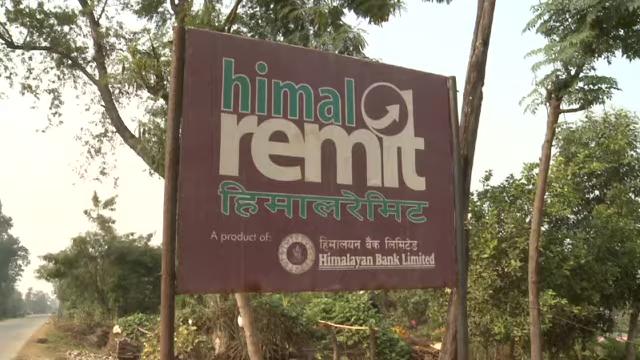 himal
remit
हिमालरेमिट
A product of:
हिमालयन बैंक लिमिटेड
Himalayan Bank Limited